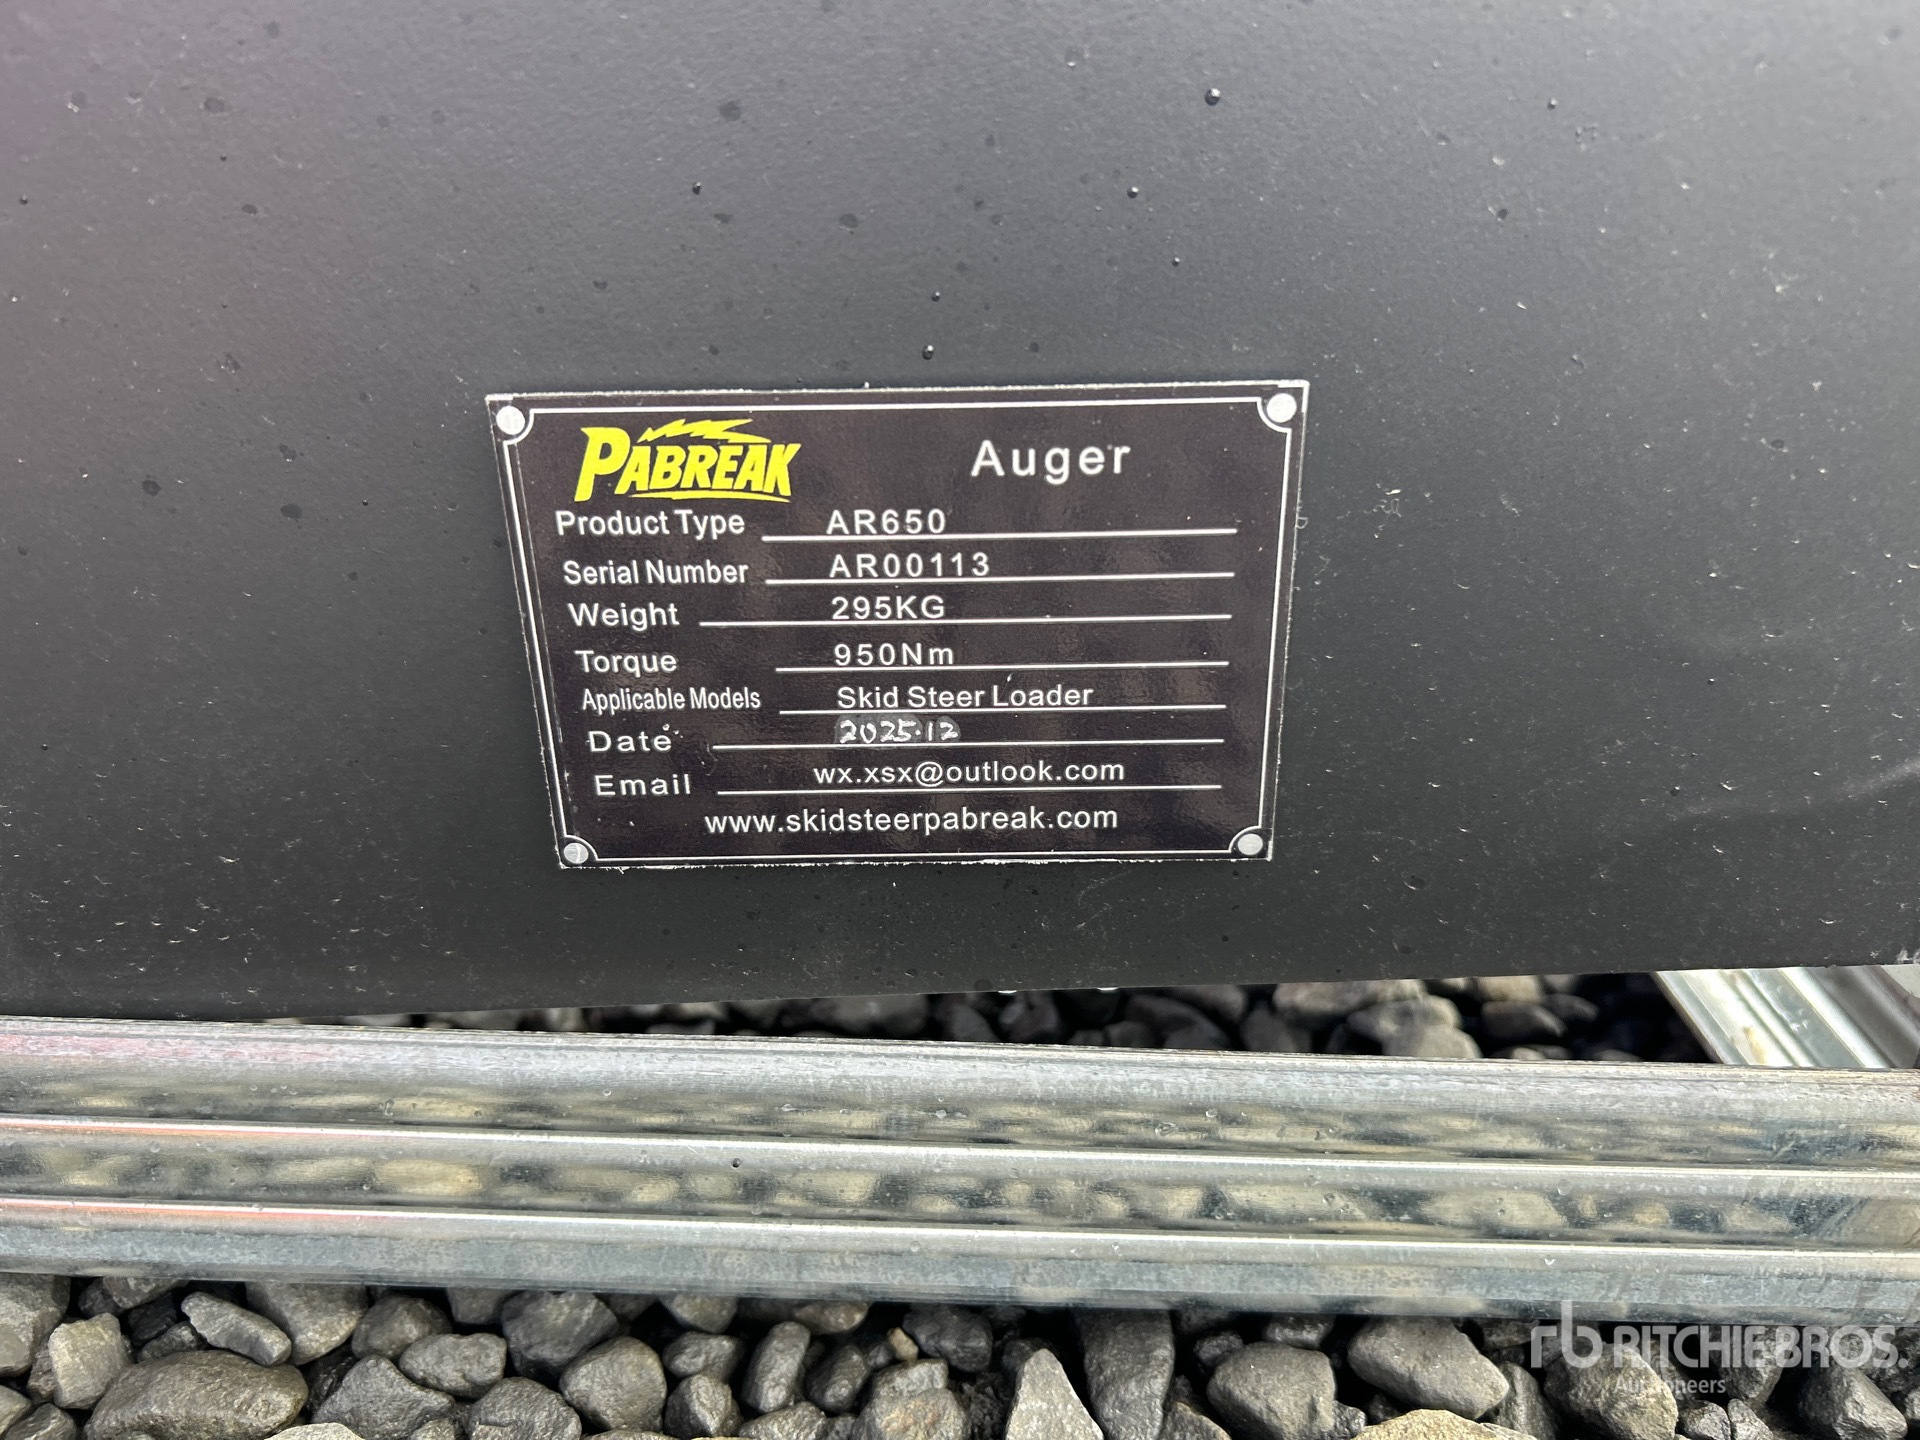 PABREAK Auger
Product Type AR650
Serial Number AR00113
Weight 295KG
Torque 950Nm
Applicable Models Skid Steer Loader
Date 2025.12
Email wx.xsx@outlook.com
www.skidsteerpabreak.com
rb RITCHIE BROS.
Auctioneers